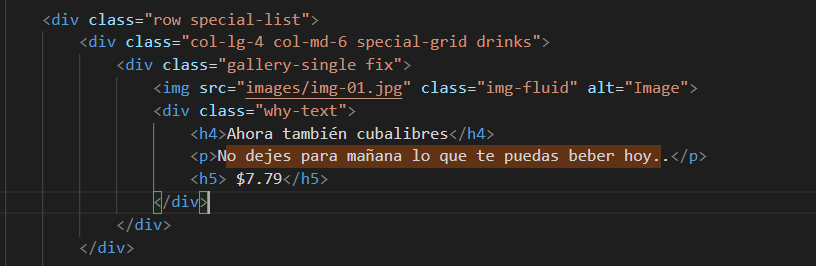 <div class="row special-list">
<div class="col-lg-4 col-md-6 special-grid drinks">
<div class="gallery-single fix">
<img src="images/img-01.jpg" class="img-fluid" alt="Image">
<div class="why-text">
<h4>Ahora también cubalibres</h4>
<p>No dejes para mañana lo que te puedas beber hoy..</p>
<h5> $7.79</h5>
</div>
</div>
</div>